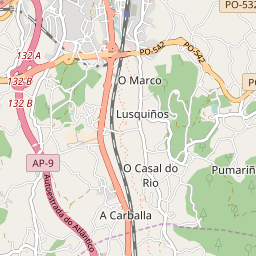 PO-532
132 A
132 B
132 B
132 A
PO-542
PO-542
O Marco
Lusquiños
AP-9
O Casal do
Rio
Pumariñ
A Carballa
Autoestrada do Atlántico